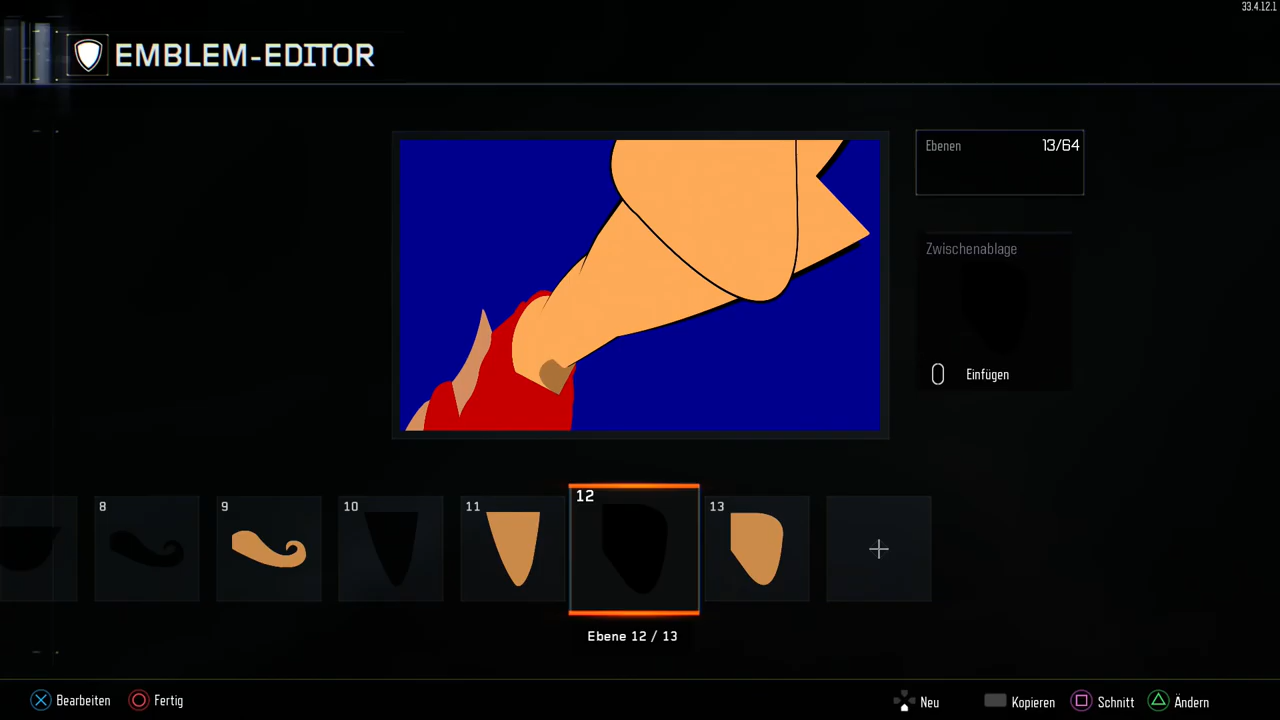 33.4.12.1
EMBLEM-EDITOR
Ebenen 13/64
Zwischenablage
Einfügen
8 9 10 11 12 13
Ebene 12 / 13
Bearbeiten Fertig Neu Kopieren Schnitt Ändern